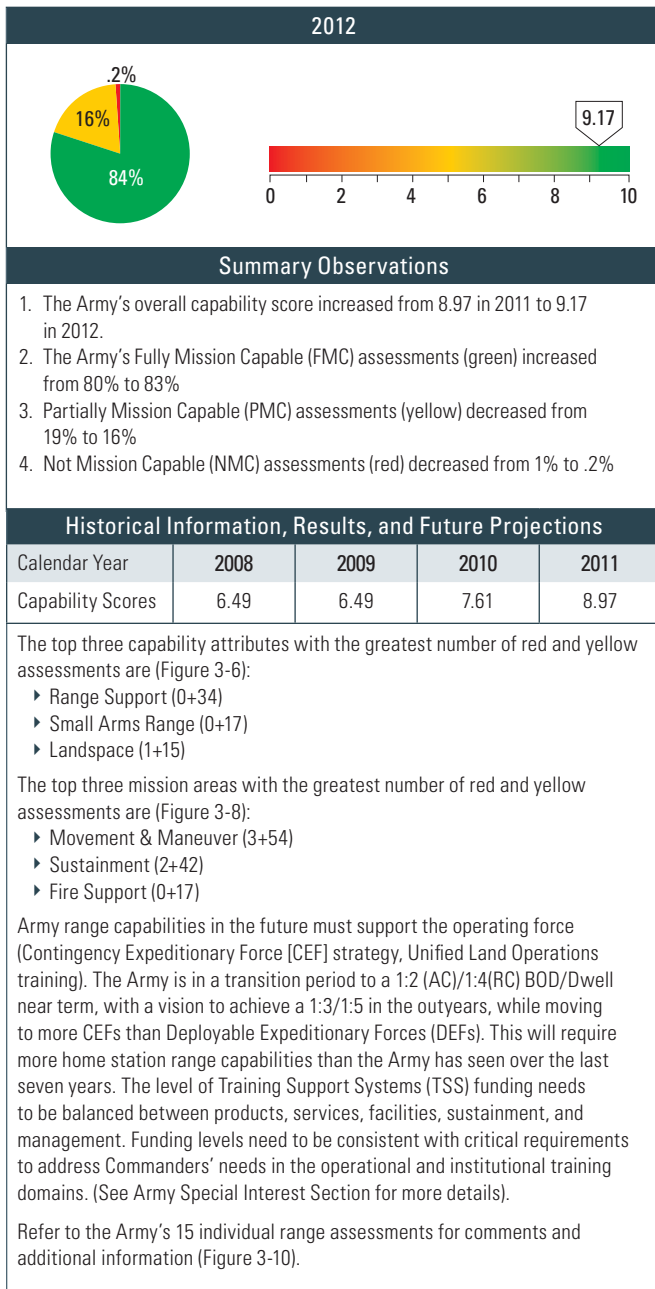 2012
.2%
16%
84%
9.17
0 2 4 6 8 10
Summary Observations
1. The Army's overall capability score increased from 8.97 in 2011 to 9.17
in 2012.
2. The Army's Fully Mission Capable (FMC) assessments (green) increased
from 80% to 83%
3. Partially Mission Capable (PMC) assessments (yellow) decreased from
19% to 16%
4. Not Mission Capable (NMC) assessments (red) decreased from 1% to .2%
Historical Information, Results, and Future Projections
Calendar Year 2008 2009 2010 2011
Capability Scores 6.49 6.49 7.61 8.97
The top three capability attributes with the greatest number of red and yellow
assessments are (Figure 3-6):
‣ Range Support (0+34)
‣ Small Arms Range (0+17)
‣ Landspace (1+15)
The top three mission areas with the greatest number of red and yellow
assessments are (Figure 3-8):
‣ Movement & Maneuver (3+54)
‣ Sustainment (2+42)
‣ Fire Support (0+17)
Army range capabilities in the future must support the operating force
(Contingency Expeditionary Force [CEF] strategy, Unified Land Operations
training). The Army is in a transition period to a 1:2 (AC)/1:4(RC) BOD/Dwell
near term, with a vision to achieve a 1:3/1:5 in the outyears, while moving
to more CEFs than Deployable Expeditionary Forces (DEFs). This will require
more home station range capabilities than the Army has seen over the last
seven years. The level of Training Support Systems (TSS) funding needs
to be balanced between products, services, facilities, sustainment, and
management. Funding levels need to be consistent with critical requirements
to address Commanders' needs in the operational and institutional training
domains. (See Army Special Interest Section for more details).
Refer to the Army's 15 individual range assessments for comments and
additional information (Figure 3-10).